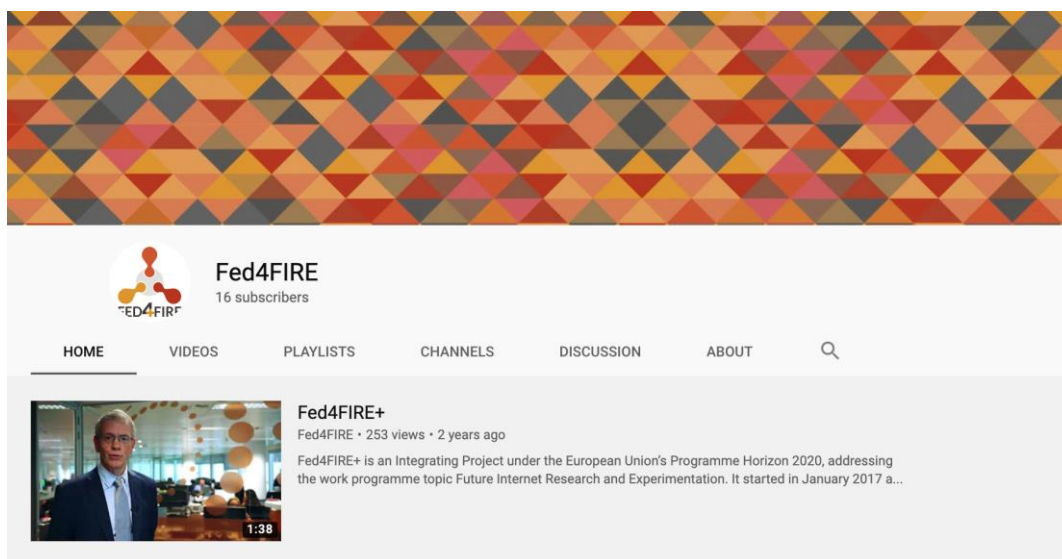 FED4FIRE
Fed4FIRE
16 subscribers
HOME VIDEOS PLAYLISTS CHANNELS DISCUSSION ABOUT
Fed4FIRE+
Fed4FIRE • 253 views • 2 years ago
Fed4FIRE+ is an Integrating Project under the European Union's Programme Horizon 2020, addressing
the work programme topic Future Internet Research and Experimentation. It started in January 2017 a...
1:38